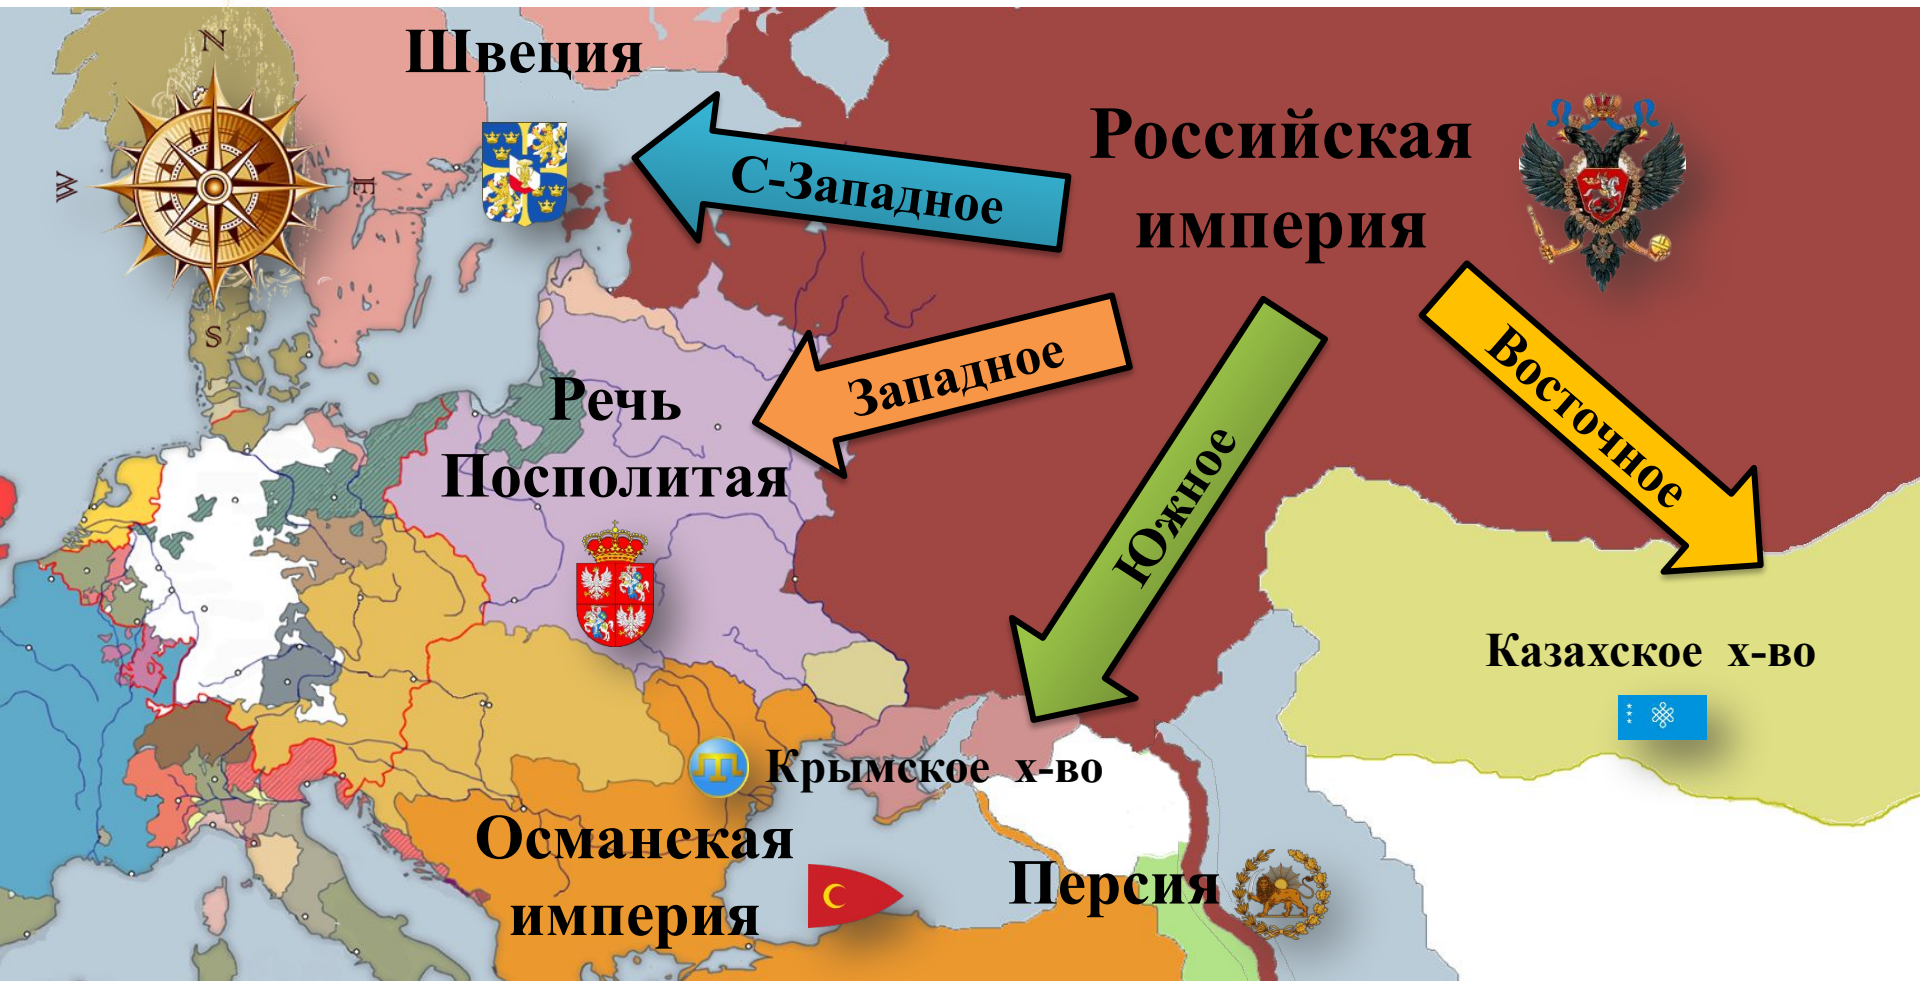 N
Швеция
W
E
С-Западное
Российская
империя
S
Западное
Южное
Восточное
Речь
Посполитая
Казахское х-во
Крымское х-во
Османская
империя
Персия